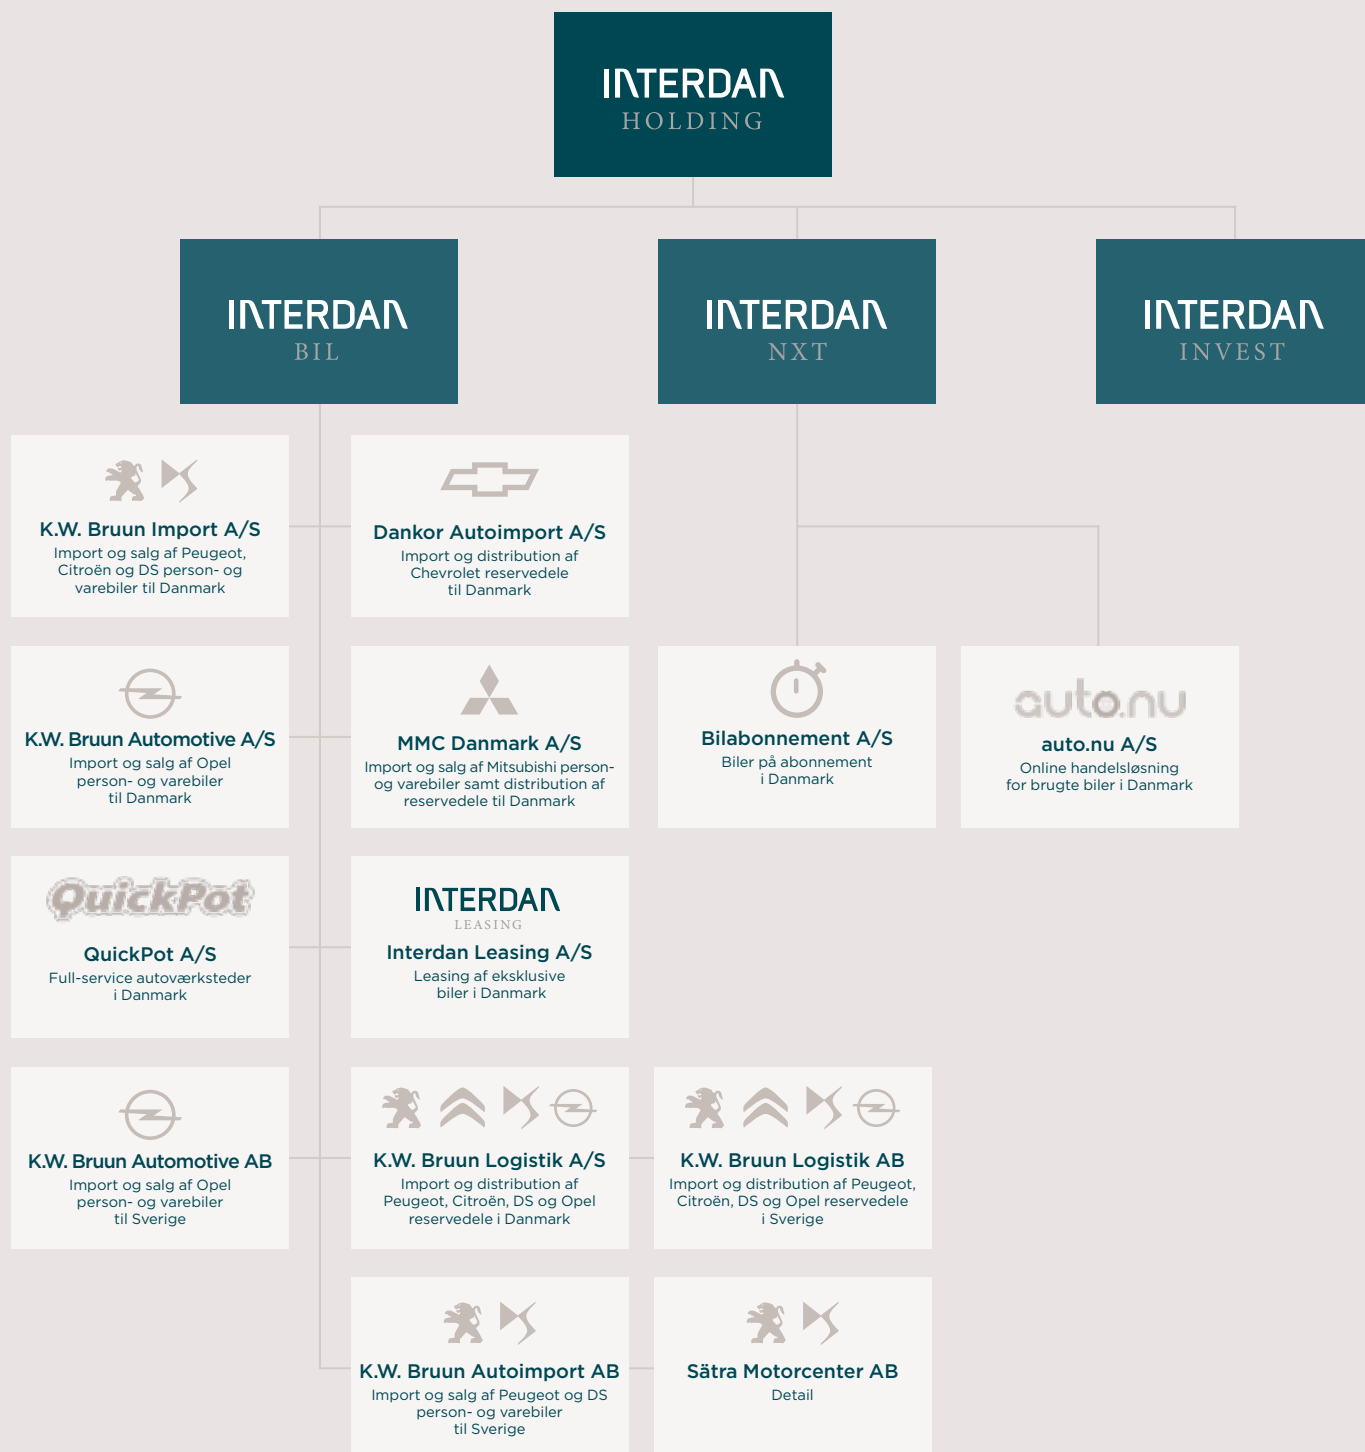 INTERDAN
HOLDING
INTERDAN
BIL
INTERDAN
NXT
INTERDAN
INVEST
K.W. Bruun Import A/S
Import og salg af Peugeot,
Citroën og DS person- og
varebiler til Danmark
Dankor Autoimport A/S
Import og distribution af
Chevrolet reservedele
til Danmark
K.W. Bruun Automotive A/S
Import og salg af Opel
person- og varebiler
til Danmark
MMC Danmark A/S
Import og salg af Mitsubishi person-
og varebiler samt distribution af
reservedele til Danmark
Bilabonnement A/S
Biler på abonnement
i Danmark
auto.nu
auto.nu A/S
Online handelsløsning
for brugte biler i Danmark
QuickPot
QuickPot A/S
Full-service autoværksteder
i Danmark
INTERDAN
LEASING
Interdan Leasing A/S
Leasing af eksklusive
biler i Danmark
K.W. Bruun Automotive AB
Import og salg af Opel
person- og varebiler
til Sverige
K.W. Bruun Logistik A/S
Import og distribution af
Peugeot, Citroën, DS og Opel
reservedele i Danmark
K.W. Bruun Logistik AB
Import og distribution af Peugeot,
Citroën, DS og Opel reservedele
i Sverige
K.W. Bruun Autoimport AB
Import og salg af Peugeot og DS
person- og varebiler
til Sverige
Sätra Motorcenter AB
Detail